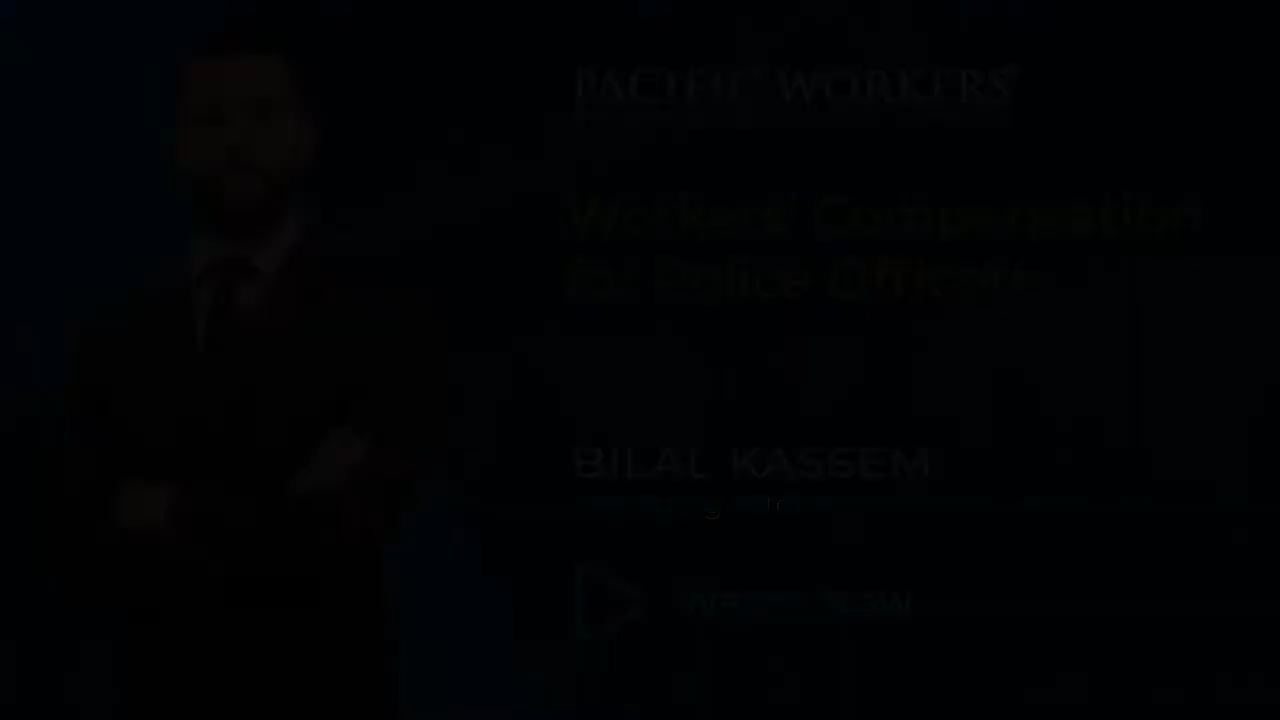 PACIFIC WORKERS'
Workers' Compensation
for Police Officers
BILAL KASSEM
WATCH NOW